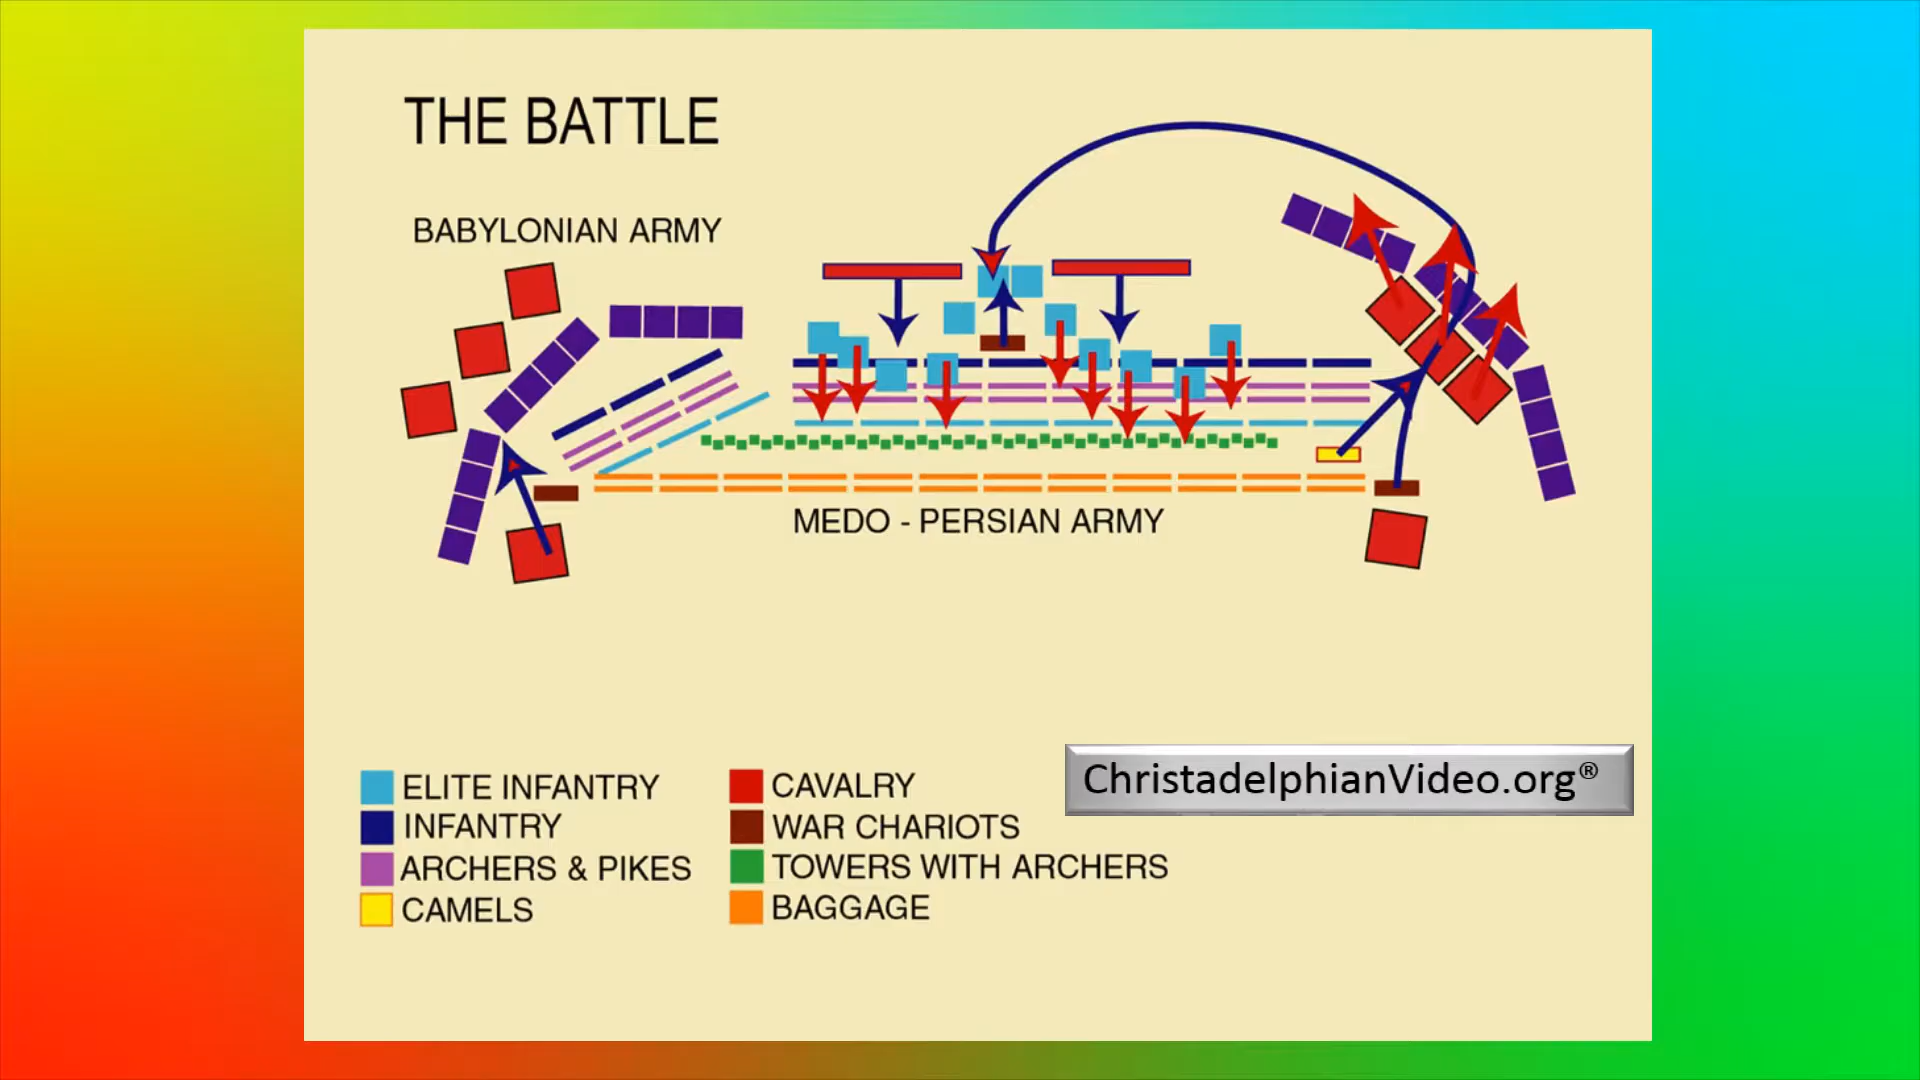 THE BATTLE
BABYLONIAN ARMY
MEDO - PERSIAN ARMY
ELITE INFANTRY
INFANTRY
ARCHERS & PIKES
CAMELS
CAVALRY
WAR CHARIOTS
TOWERS WITH ARCHERS
BAGGAGE
ChristadelphianVideo.org®